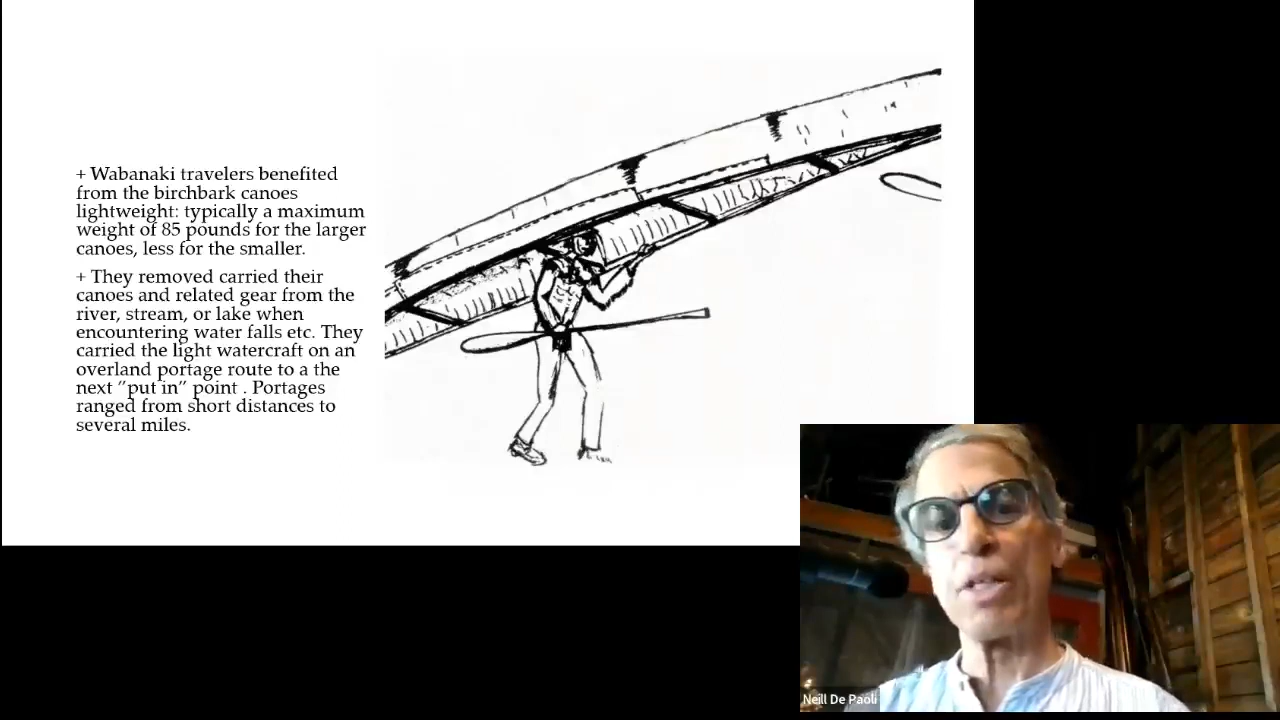 + Wabanaki travelers benefited
from the birchbark canoes
lightweight: typically a maximum
weight of 85 pounds for the larger
canoes, less for the smaller.
+ They removed carried their
canoes and related gear from the
river, stream, or lake when
encountering water falls etc. They
carried the light watercraft on an
overland portage route to a the
next ”put in” point . Portages
ranged from short distances to
several miles.
Neill De Paoli